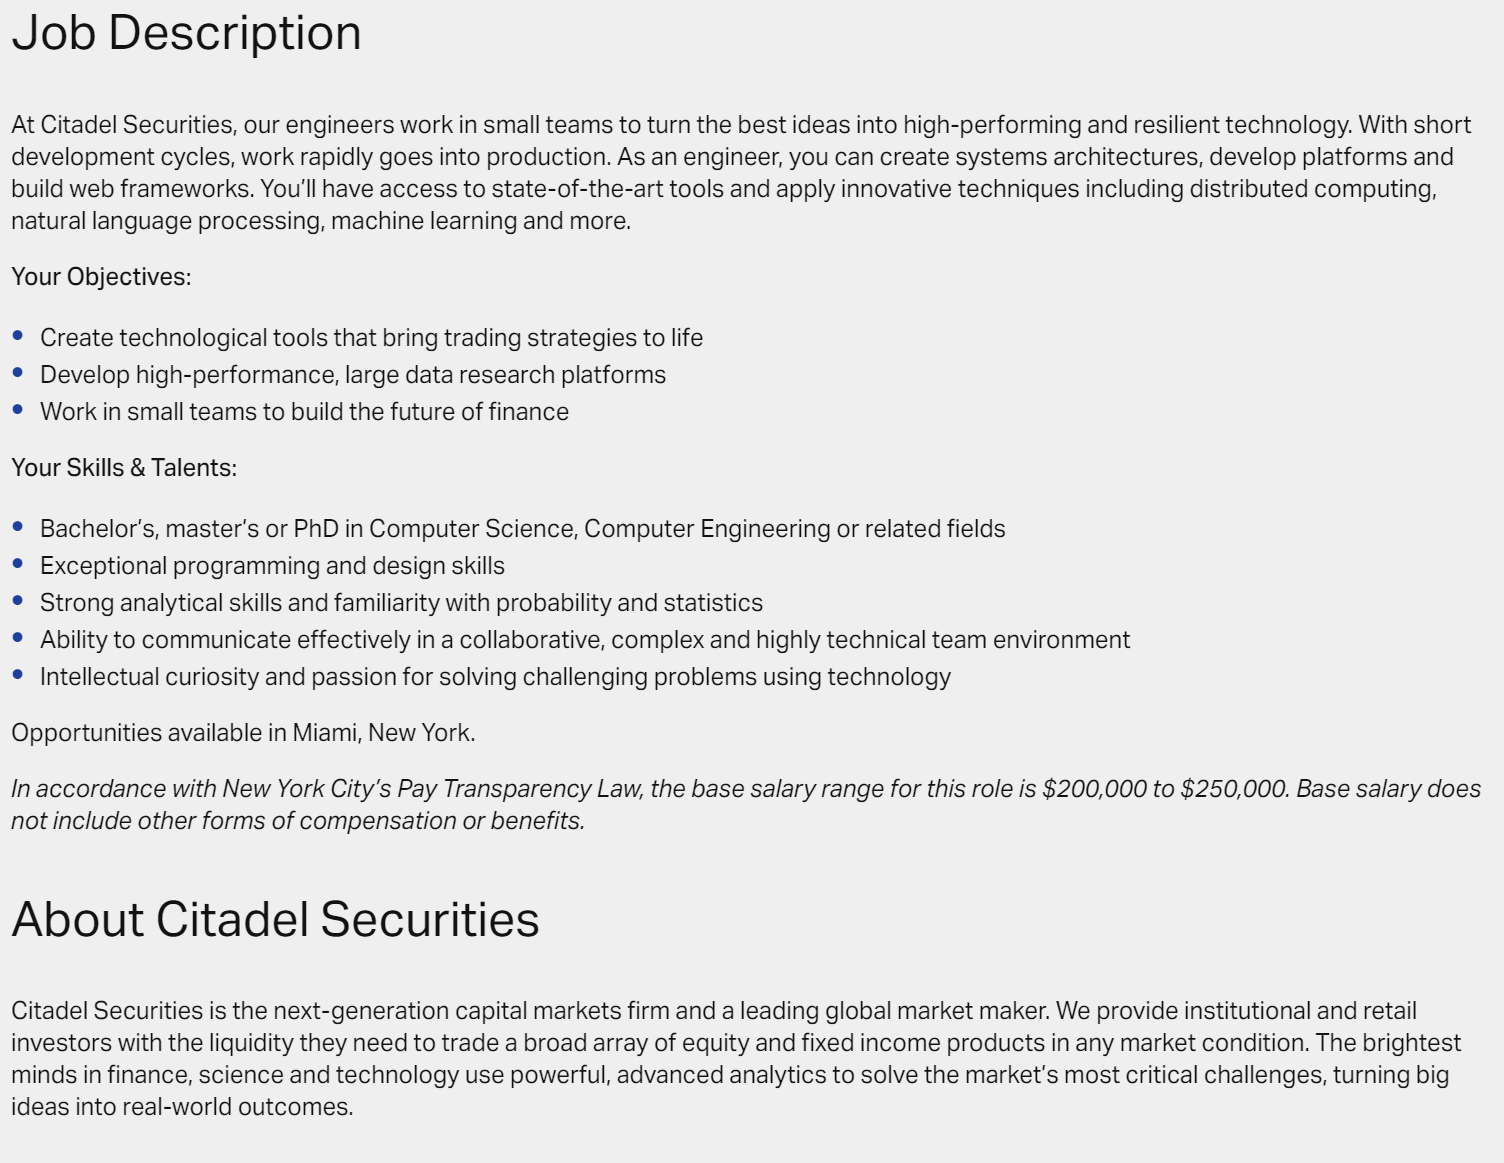 Job Description
At Citadel Securities, our engineers work in small teams to turn the best ideas into high-performing and resilient technology. With short
development cycles, work rapidly goes into production. As an engineer, you can create systems architectures, develop platforms and
build web frameworks. You’ll have access to state-of-the-art tools and apply innovative techniques including distributed computing,
natural language processing, machine learning and more.
Your Objectives:
• Create technological tools that bring trading strategies to life
• Develop high-performance, large data research platforms
• Work in small teams to build the future of finance
Your Skills & Talents:
• Bachelor’s, master’s or PhD in Computer Science, Computer Engineering or related fields
• Exceptional programming and design skills
• Strong analytical skills and familiarity with probability and statistics
• Ability to communicate effectively in a collaborative, complex and highly technical team environment
• Intellectual curiosity and passion for solving challenging problems using technology
Opportunities available in Miami, New York.
In accordance with New York City’s Pay Transparency Law, the base salary range for this role is $200,000 to $250,000. Base salary does
not include other forms of compensation or benefits.
About Citadel Securities
Citadel Securities is the next-generation capital markets firm and a leading global market maker. We provide institutional and retail
investors with the liquidity they need to trade a broad array of equity and fixed income products in any market condition. The brightest
minds in finance, science and technology use powerful, advanced analytics to solve the market’s most critical challenges, turning big
ideas into real-world outcomes.